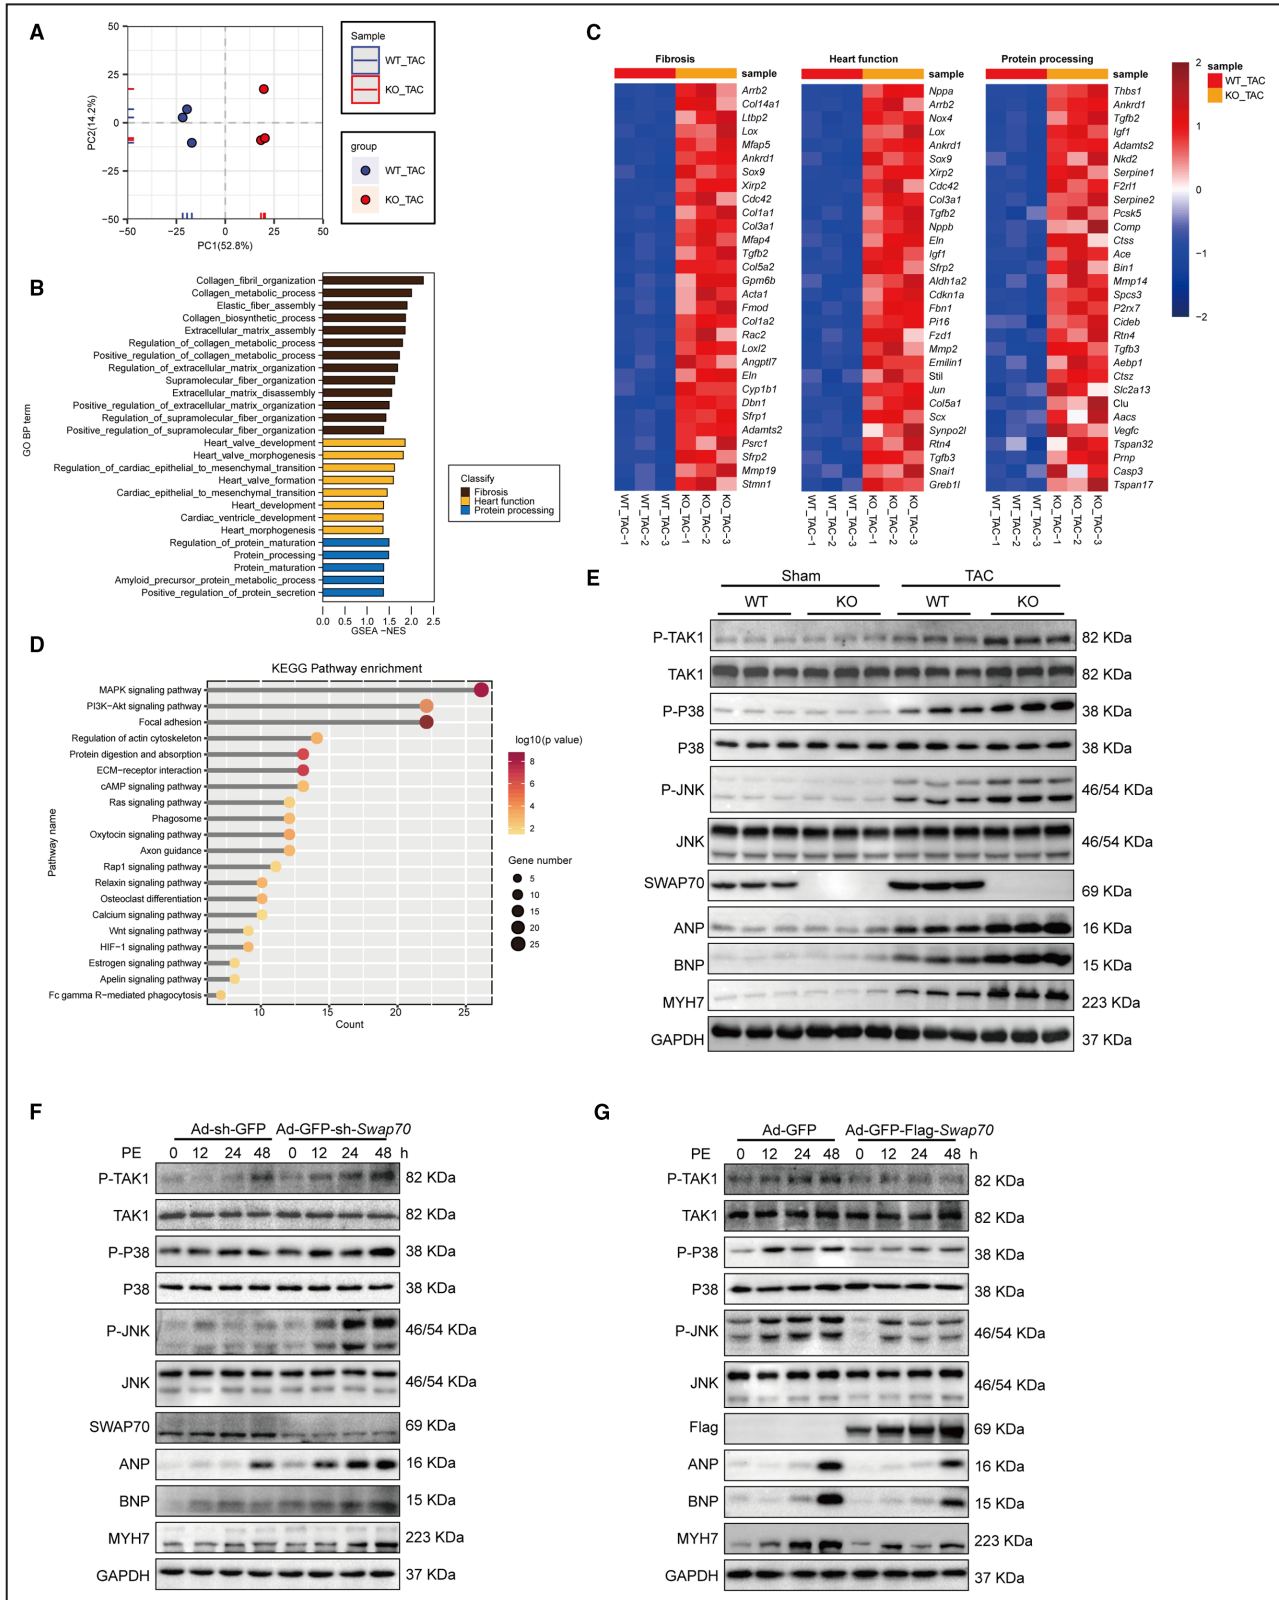 A
50
25
0
−25
−50
−50
−25
0
25
50
PC2(14.2%)
PC1(52.8%)
Sample
WT_TAC
KO_TAC
group
WT_TAC
KO_TAC
B
GO BP term
Collagen_fibril_organization
Collagen_metabolic_process
Elastic_fiber_assembly
Collagen_biosynthetic_process
Extracellular_matrix_assembly
Regulation_of_collagen_metabolic_process
Positive_regulation_of_collagen_metabolic_process
Regulation_of_extracellular_matrix_organization
Supramolecular_fiber_organization
Extracellular_matrix_disassembly
Positive_regulation_of_extracellular_matrix_organization
Regulation_of_supramolecular_fiber_organization
Positive_regulation_of_supramolecular_fiber_organization
Heart_valve_development
Heart_valve_morphogenesis
Regulation_of_cardiac_epithelial_to_mesenchymal_transition
Heart_valve_formation
Cardiac_epithelial_to_mesenchymal_transition
Heart_development
Cardiac_ventricle_development
Heart_morphogenesis
Regulation_of_protein_maturation
Protein_processing
Protein_maturation
Amyloid_precursor_protein_metabolic_process
Positive_regulation_of_protein_secretion
0.0 0.5 1.0 1.5 2.0 2.5
GSEA −NES
Classify
Fibrosis
Heart function
Protein processing
C
Fibrosis
sample
Arrb2
Col14a1
Ltbp2
Lox
Mfap5
Ankrd1
Sox9
Xirp2
Cdc42
Col1a1
Col3a1
Mfap4
Tgfb2
Col5a2
Gpm6b
Acta1
Fmod
Col1a2
Rac2
Loxl2
Angptl7
Eln
Cyp1b1
Dbn1
Sfrp1
Adamts2
Psrc1
Sfrp2
Mmp19
Stmn1
WT_TAC-1
WT_TAC-2
WT_TAC-3
KO_TAC-1
KO_TAC-2
KO_TAC-3
Heart function
sample
Nppa
Arrb2
Nox4
Lox
Ankrd1
Sox9
Xirp2
Cdc42
Col3a1
Tgfb2
Nppb
Eln
Igf1
Sfrp2
Aldh1a2
Cdkn1a
Fbn1
Pi16
Fzd1
Mmp2
Emilin1
Stil
Jun
Col5a1
Scx
Synpo2l
Rtn4
Tgfb3
Snai1
Greb1l
WT_TAC-1
WT_TAC-2
WT_TAC-3
KO_TAC-1
KO_TAC-2
KO_TAC-3
Protein processing
sample
Thbs1
Ankrd1
Tgfb2
Igf1
Adamts2
Nkd2
Serpine1
F2rl1
Serpine2
Pcsk5
Comp
Ctss
Ace
Bin1
Mmp14
Spcs3
P2rx7
Cideb
Rtn4
Tgfb3
Aebp1
Ctsz
Slc2a13
Clu
Aacs
Vegfc
Tspan32
Prnp
Casp3
Tspan17
WT_TAC-1
WT_TAC-2
WT_TAC-3
KO_TAC-1
KO_TAC-2
KO_TAC-3
2
1
0
−1
−2
sample
WT_TAC
KO_TAC
D
KEGG Pathway enrichment
Pathway name
MAPK signaling pathway
PI3K−Akt signaling pathway
Focal adhesion
Regulation of actin cytoskeleton
Protein digestion and absorption
ECM−receptor interaction
cAMP signaling pathway
Ras signaling pathway
Phagosome
Oxytocin signaling pathway
Axon guidance
Rap1 signaling pathway
Relaxin signaling pathway
Osteoclast differentiation
Calcium signaling pathway
Wnt signaling pathway
HIF−1 signaling pathway
Estrogen signaling pathway
Apelin signaling pathway
Fc gamma R−mediated phagocytosis
10 15 20 25
Count
log10(p value)
8
6
4
2
Gene number
5
10
15
20
25
E
Sham TAC
WT KO WT KO
P-TAK1 82 KDa
TAK1 82 KDa
P-P38 38 KDa
P38 38 KDa
P-JNK 46/54 KDa
JNK 46/54 KDa
SWAP70 69 KDa
ANP 16 KDa
BNP 15 KDa
MYH7 223 KDa
GAPDH 37 KDa
F
Ad-sh-GFP Ad-GFP-sh-Swap70
PE 0 12 24 48 0 12 24 48 h
P-TAK1 82 KDa
TAK1 82 KDa
P-P38 38 KDa
P38 38 KDa
P-JNK 46/54 KDa
JNK 46/54 KDa
SWAP70 69 KDa
ANP 16 KDa
BNP 15 KDa
MYH7 223 KDa
GAPDH 37 KDa
G
Ad-GFP Ad-GFP-Flag-Swap70
PE 0 12 24 48 0 12 24 48 h
P-TAK1 82 KDa
TAK1 82 KDa
P-P38 38 KDa
P38 38 KDa
P-JNK 46/54 KDa
JNK 46/54 KDa
Flag 69 KDa
ANP 16 KDa
BNP 15 KDa
MYH7 223 KDa
GAPDH 37 KDa